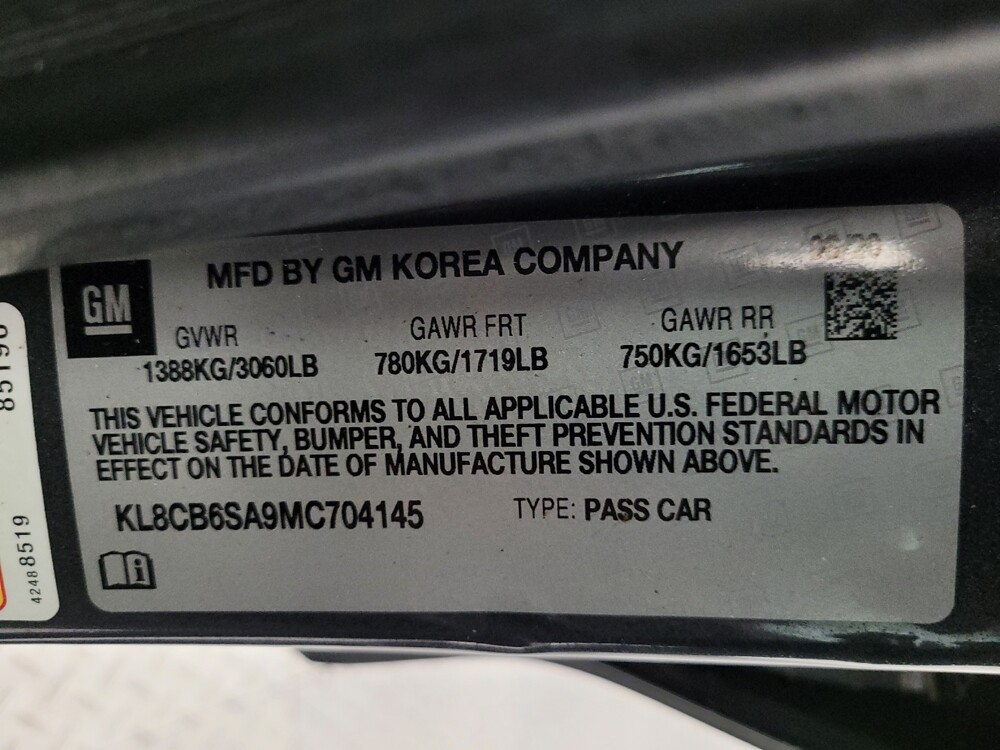 MFD BY GM KOREA COMPANY
GM
GVWR
GAWR FRT
GAWR RR
1388KG/3060LB
780KG/1719LB
750KG/1653LB
THIS VEHICLE CONFORMS TO ALL APPLICABLE U.S. FEDERAL MOTOR
VEHICLE SAFETY, BUMPER, AND THEFT PREVENTION STANDARDS IN
EFFECT ON THE DATE OF MANUFACTURE SHOWN ABOVE.
KL8CB6SA9MC704145
TYPE: PASS CAR
i
42488519